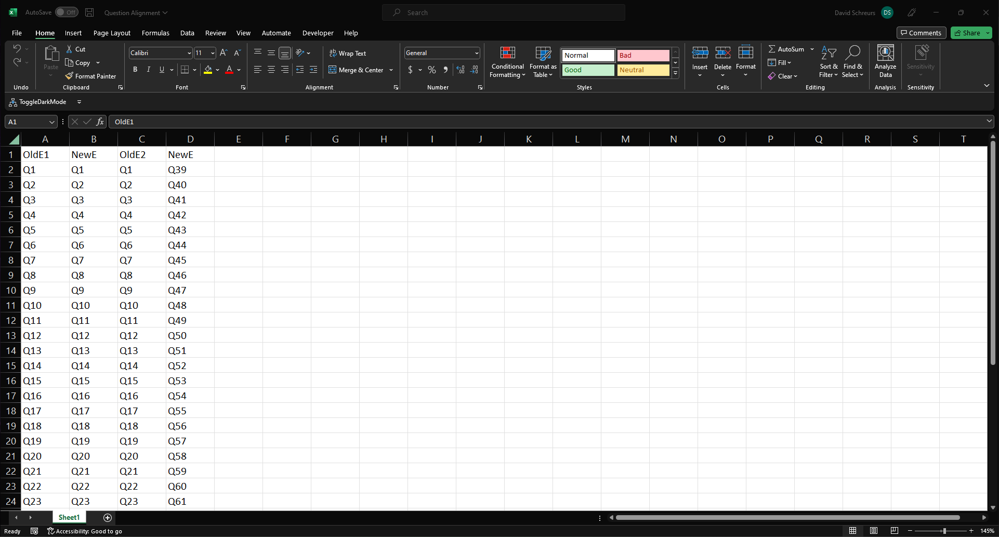 AutoSave Off Question Alignment Search David Schreurs DS
File Home Insert Page Layout Formulas Data Review View Automate Developer Help Comments Share
Paste Cut Copy Format Painter
Calibri 11 B I U A
ab Wrap Text Merge & Center
General $ %
Conditional Formatting Format as Table
Normal Bad
Good Neutral
Insert Delete Format
AutoSum Fill Clear Sort & Filter Find & Select
Analyze Data Sensitivity
Undo Clipboard Font Alignment Number Styles Cells Editing Analysis Sensitivity
ToggleDarkMode
A1 fx OldE1
A B C D E F G H I J K L M N O P Q R S T
1 OldE1 NewE OldE2 NewE
2 Q1 Q1 Q1 Q39
3 Q2 Q2 Q2 Q40
4 Q3 Q3 Q3 Q41
5 Q4 Q4 Q4 Q42
6 Q5 Q5 Q5 Q43
7 Q6 Q6 Q6 Q44
8 Q7 Q7 Q7 Q45
9 Q8 Q8 Q8 Q46
10 Q9 Q9 Q9 Q47
11 Q10 Q10 Q10 Q48
12 Q11 Q11 Q11 Q49
13 Q12 Q12 Q12 Q50
14 Q13 Q13 Q13 Q51
15 Q14 Q14 Q14 Q52
16 Q15 Q15 Q15 Q53
17 Q16 Q16 Q16 Q54
18 Q17 Q17 Q17 Q55
19 Q18 Q18 Q18 Q56
20 Q19 Q19 Q19 Q57
21 Q20 Q20 Q20 Q58
22 Q21 Q21 Q21 Q59
23 Q22 Q22 Q22 Q60
24 Q23 Q23 Q23 Q61
Sheet1
Ready Accessibility: Good to go 145%